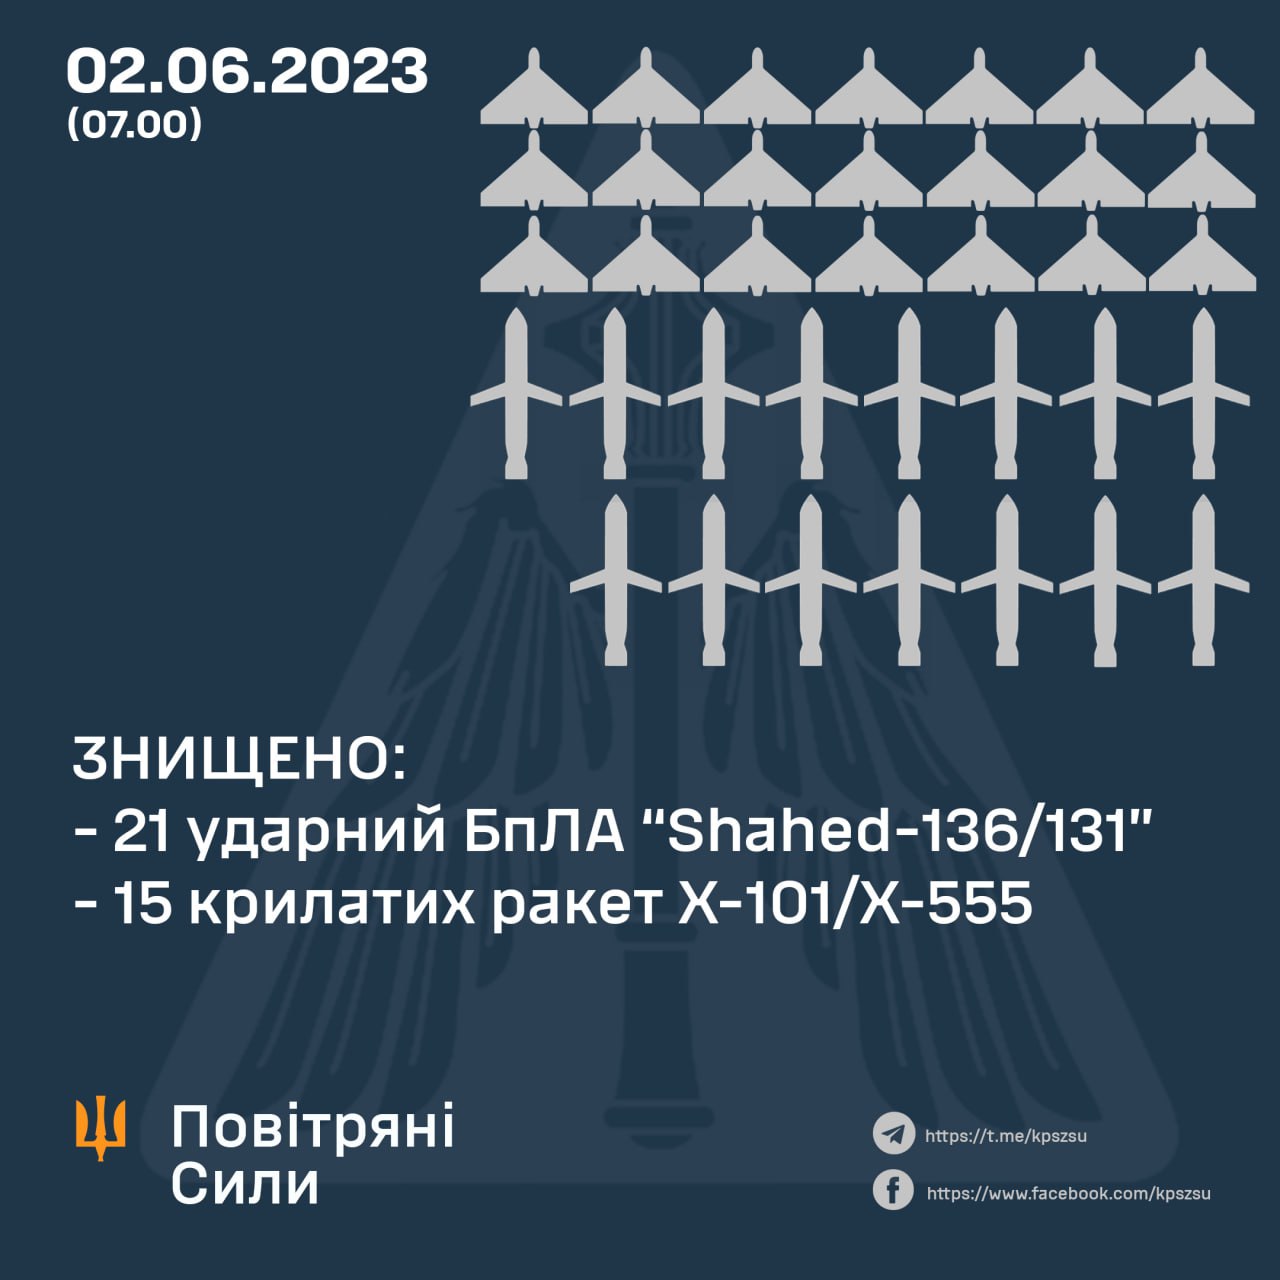 02.06.2023
(07.00)
ЗНИЩЕНО:
- 21 ударний БпЛА “Shahed-136/131”
- 15 крилатих ракет Х-101/Х-555
Повітряні
Сили
https://t.me/kpszsu
https://www.facebook.com/kpszsu